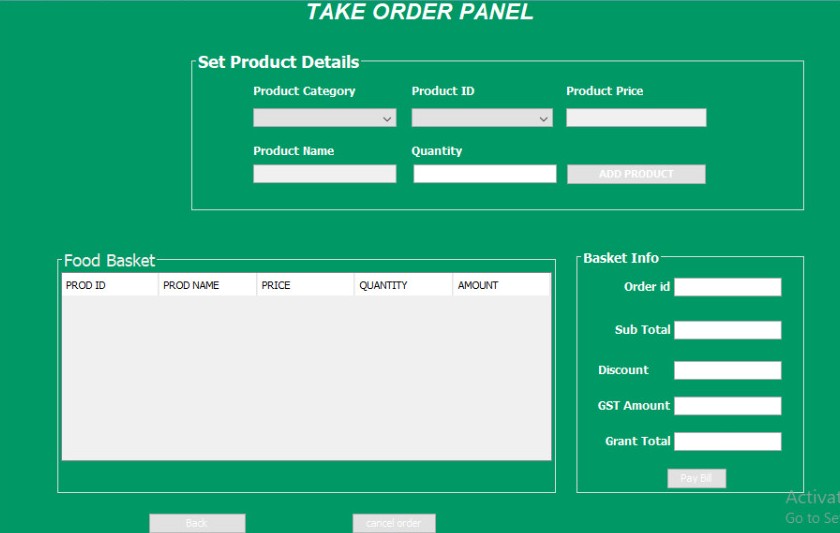 TAKE ORDER PANEL
Set Product Details
Product Category Product ID Product Price
Product Name Quantity
ADD PRODUCT
Food Basket
PROD ID PROD NAME PRICE QUANTITY AMOUNT
Basket Info
Order id
Sub Total
Discount
GST Amount
Grant Total
Pay Bill
Back cancel order
Activat
Go to Se